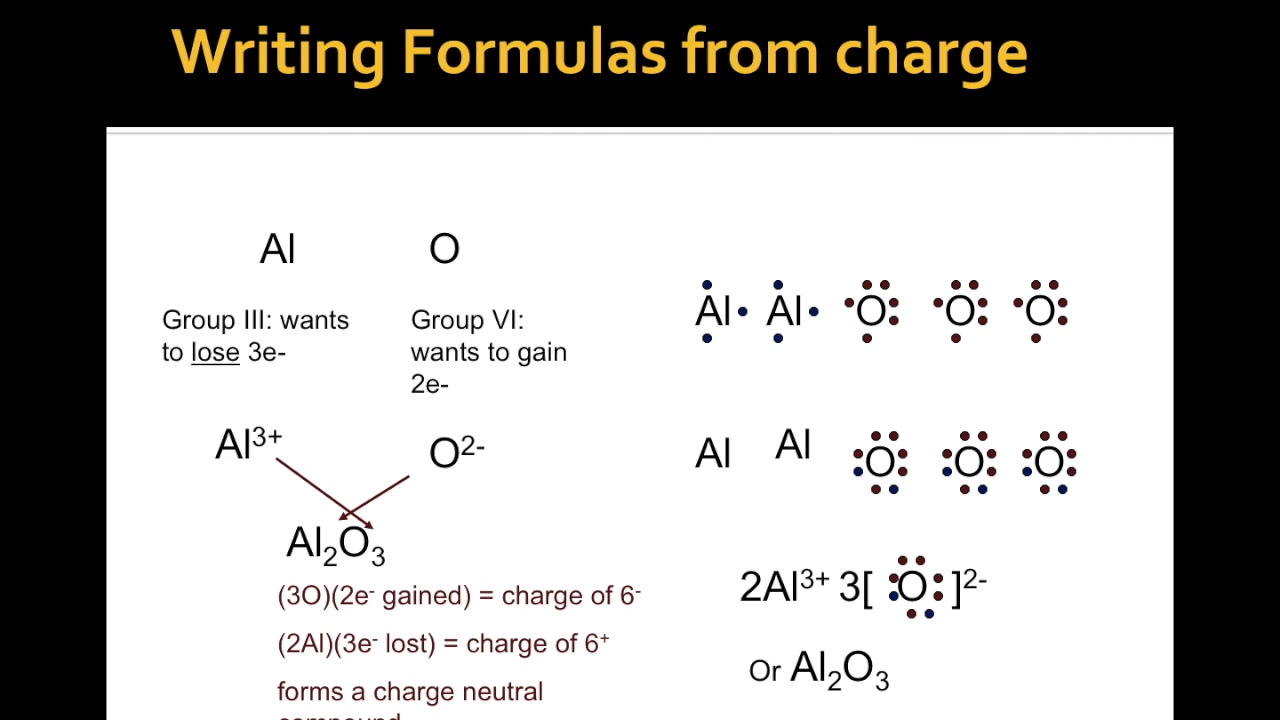 Writing Formulas from charge
Al O
Group III: wants
to lose 3e-
Group VI:
wants to gain
2e-
Al³⁺ O²⁻
Al₂O₃
(3O)(2e⁻ gained) = charge of 6⁻
(2Al)(3e⁻ lost) = charge of 6⁺
forms a charge neutral
compound
Al Al O O O
Al Al O O O
2Al³⁺ 3[ O ]²⁻
Or Al₂O₃